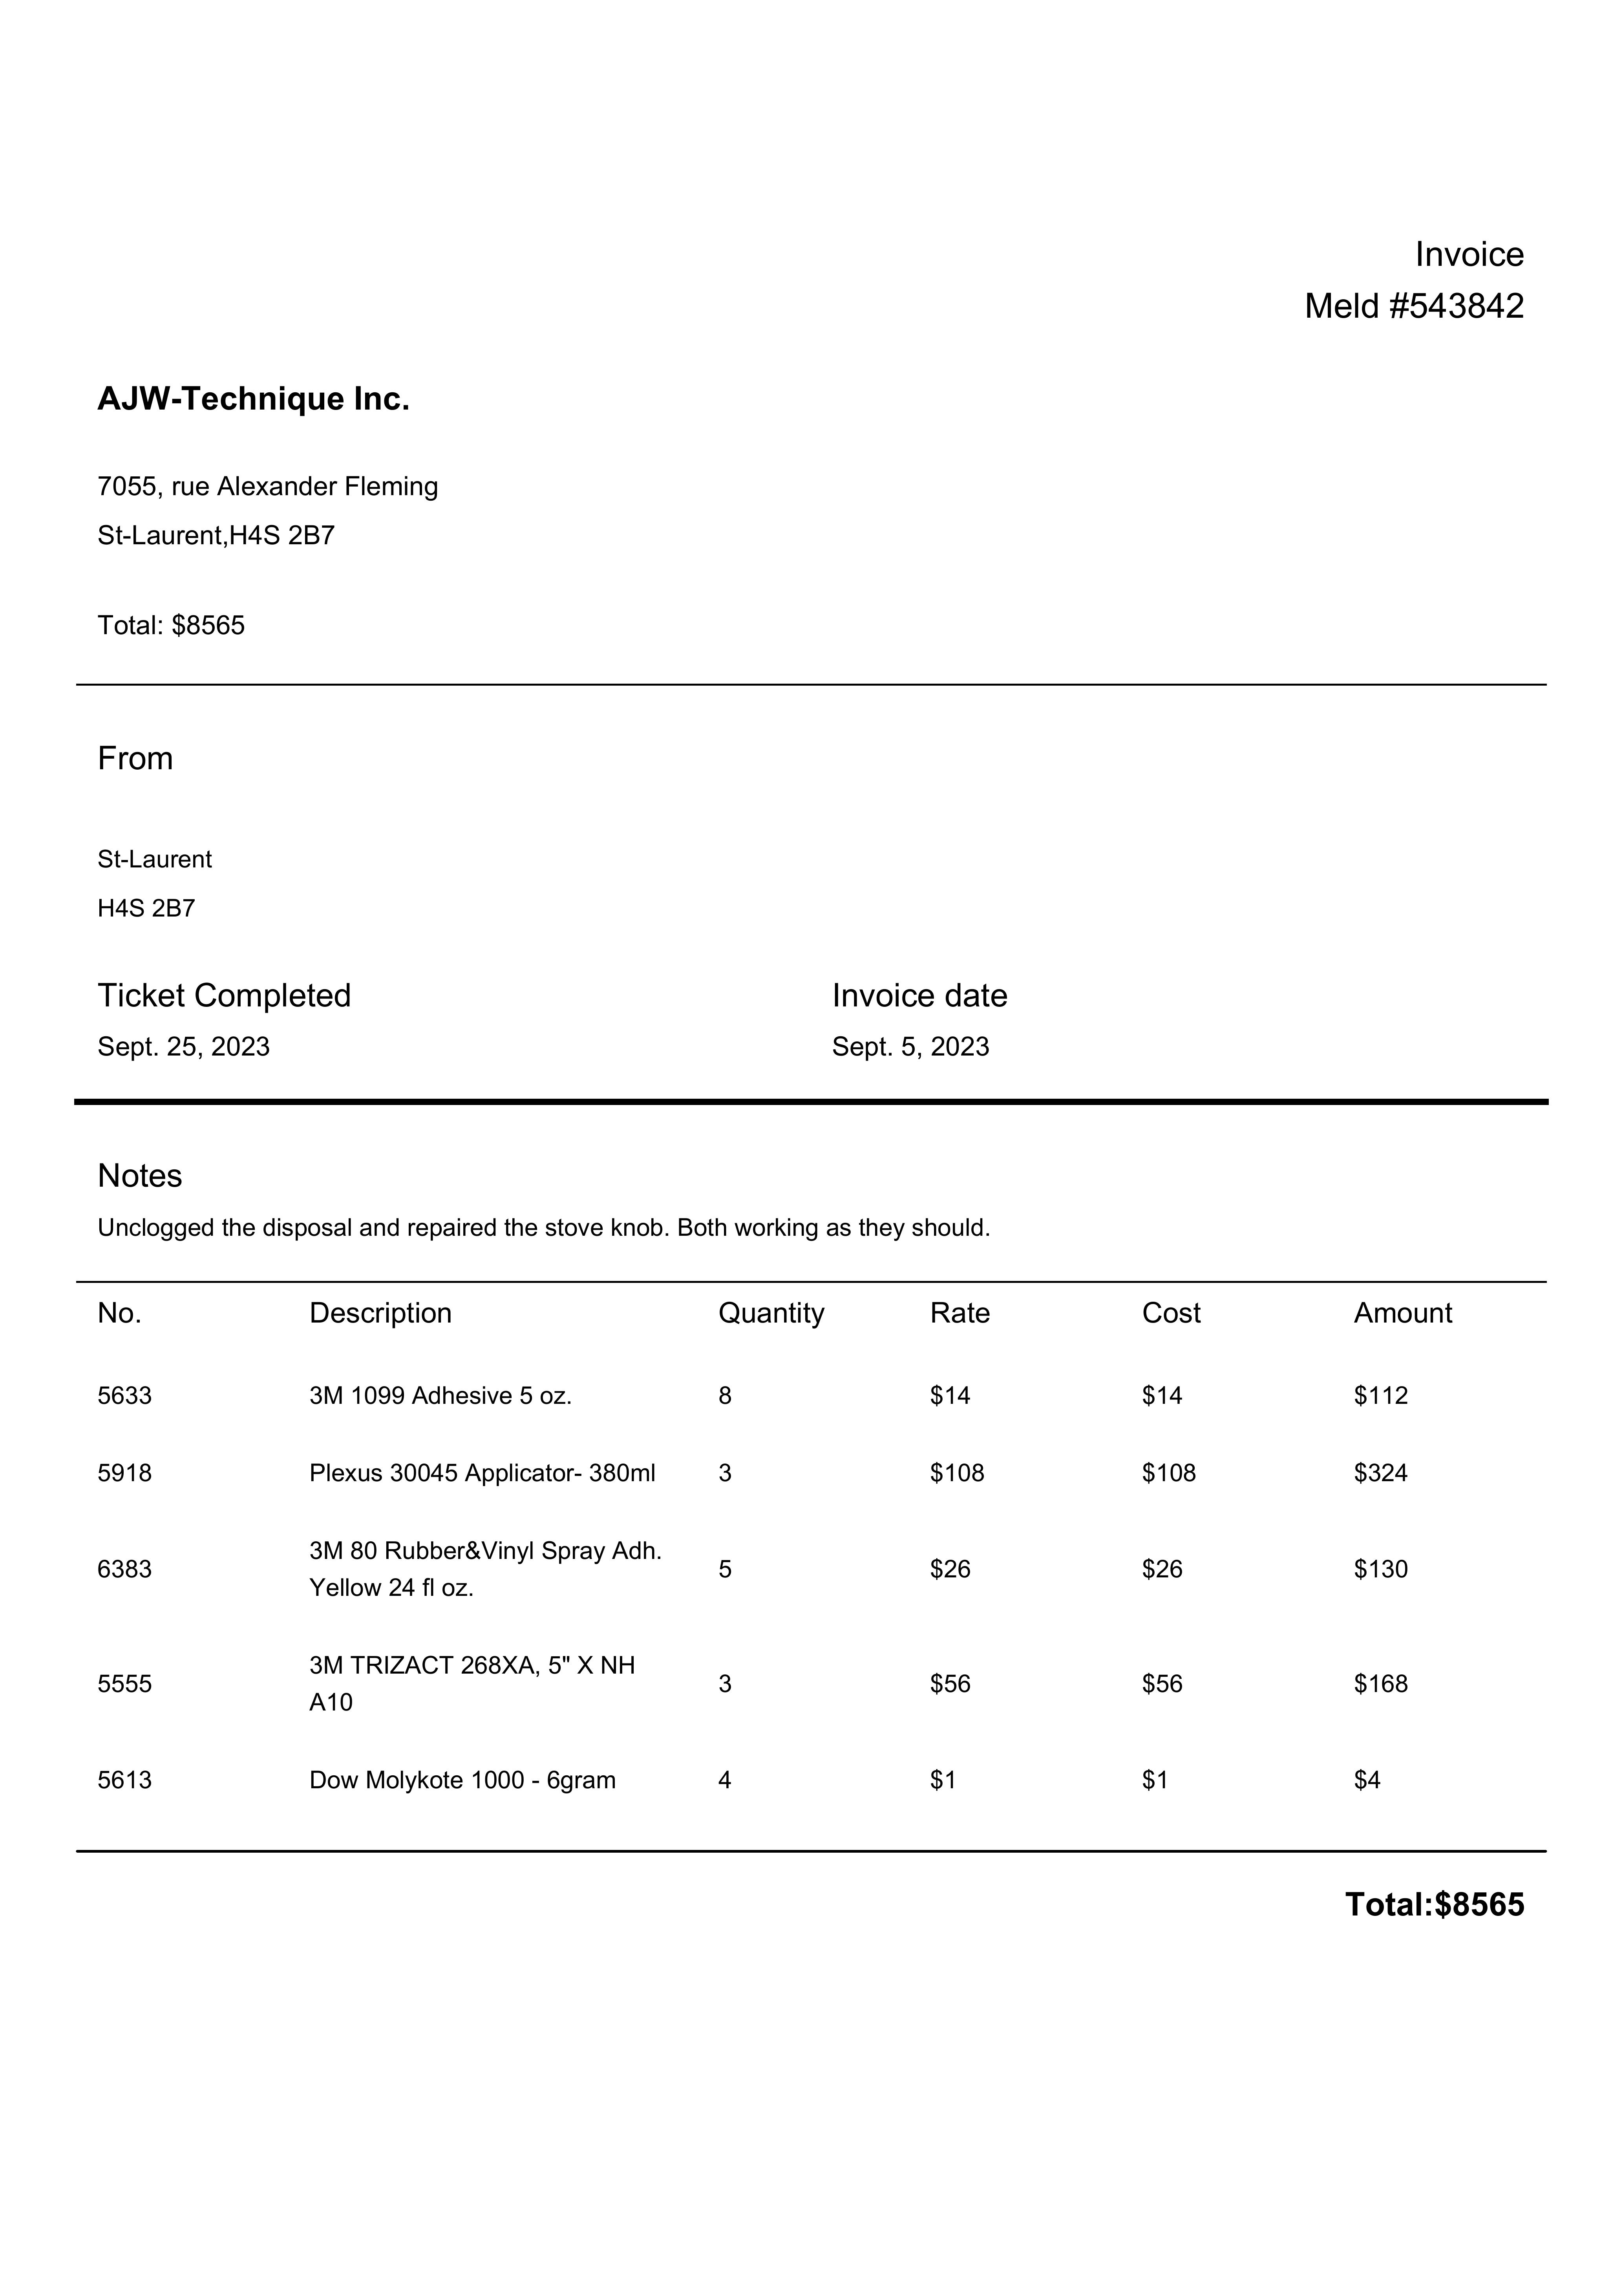 Invoice
Meld #543842
AJW-Technique Inc.
7055, rue Alexander Fleming
St-Laurent,H4S 2B7
Total: $8565
From
St-Laurent
H4S 2B7
Ticket Completed Invoice date
Sept. 25, 2023 Sept. 5, 2023
Notes
Unclogged the disposal and repaired the stove knob. Both working as they should.
No. Description Quantity Rate Cost Amount
5633 3M 1099 Adhesive 5 oz. 8 $14 $14 $112
5918 Plexus 30045 Applicator- 380ml 3 $108 $108 $324
3M 80 Rubber&Vinyl Spray Adh.
6383 5 $26 $26 $130
Yellow 24 fl oz.
3M TRIZACT 268XA, 5" X NH
5555 3 $56 $56 $168
A10
5613 Dow Molykote 1000 - 6gram 4 $1 $1 $4
Total:$8565